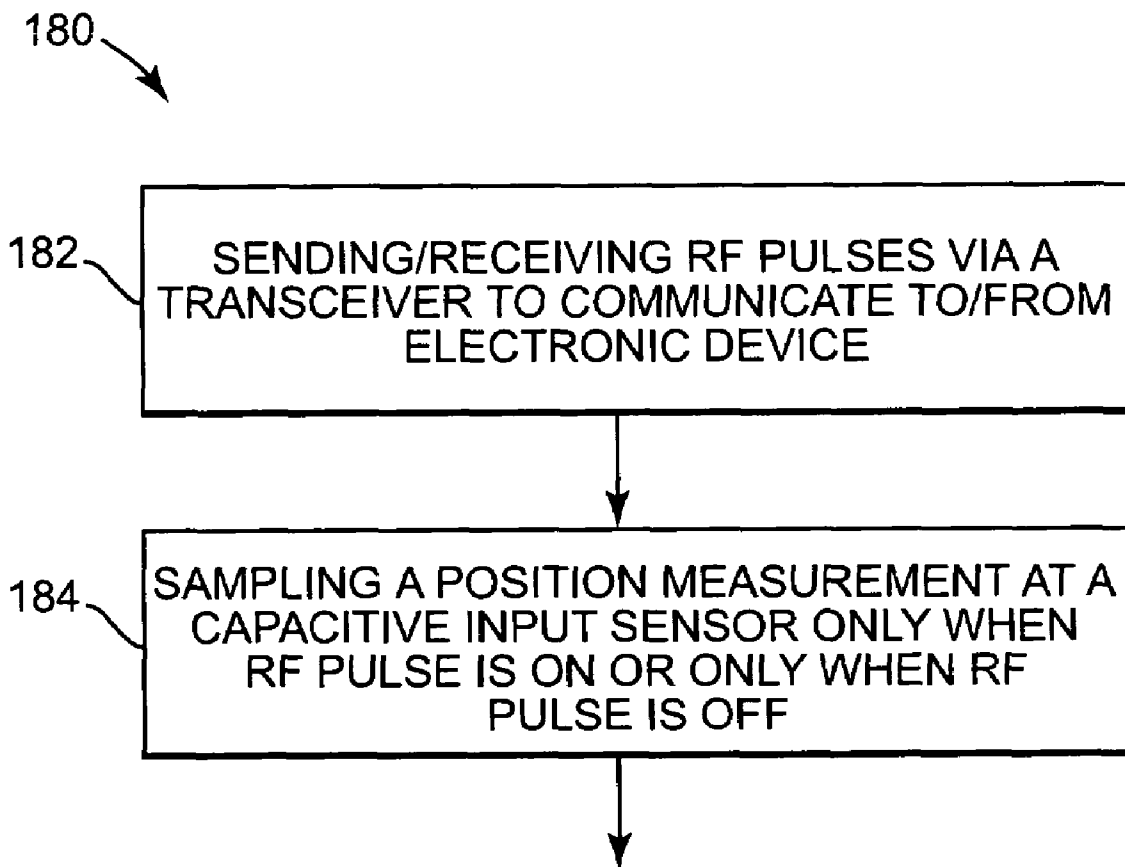 180
182
SENDING/RECEIVING RF PULSES VIA A
TRANSCEIVER TO COMMUNICATE TO/FROM
ELECTRONIC DEVICE
184
SAMPLING A POSITION MEASUREMENT AT A
CAPACITIVE INPUT SENSOR ONLY WHEN
RF PULSE IS ON OR ONLY WHEN RF
PULSE IS OFF